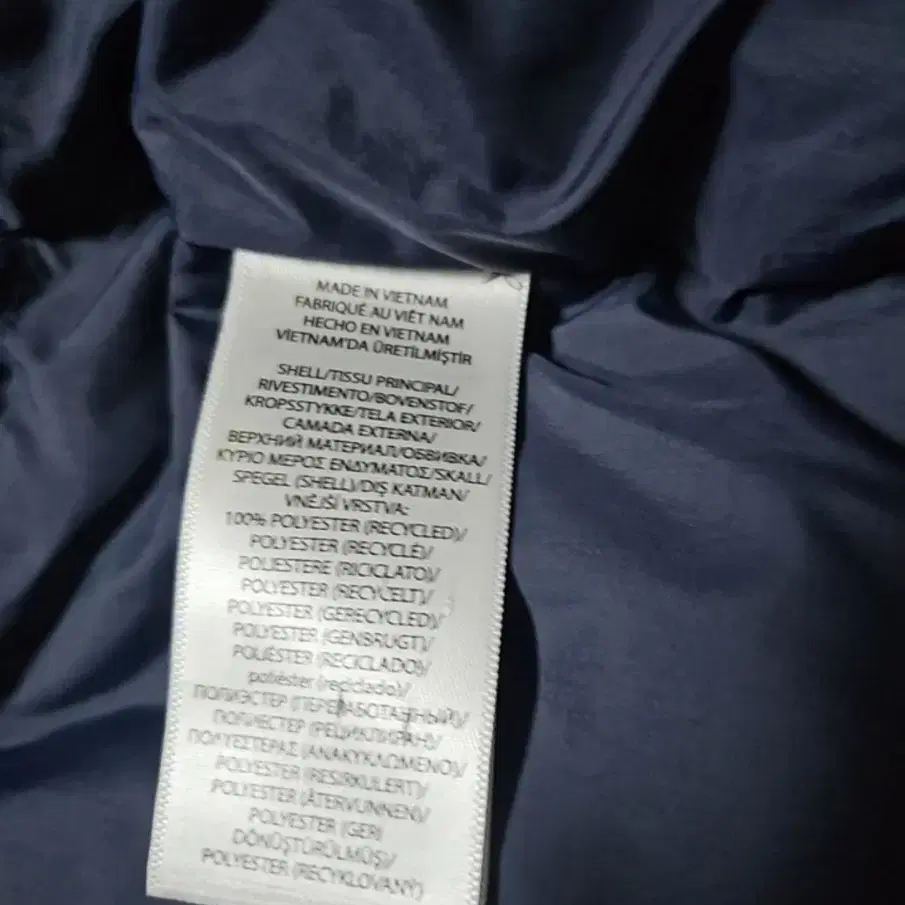 MADE IN VIETNAM
FABRIQUÉ AU VIÊT NAM
HECHO EN VIETNAM
VİETNAM'DA ÜRETİLMİŞTİR
SHELL/TISSU PRINCIPAL/
RIVESTIMENTO/BOVENSTOF/
KROPSSTYKKE/TELA EXTERIOR/
CAMADA EXTERNA/
ВЕРХНИЙ МАТЕРИАЛ/ОБВИВКА/
ΚΥΡΙΟ ΜΕΡΟΣ ΕΝΔΥΜΑΤΟΣ/SKALL/
SPEGEL (SHELL)/DIŞ KATMAN/
VNĚJŠÍ VRSTVA:
100% POLYESTER (RECYCLED)/
POLYESTER (RECYCLÉ)/
POLIESTERE (RICICLATO)/
POLYESTER (RECYCELT)/
POLYESTER (GERECYCLED)/
POLYESTER (GENBRUGT)/
POLIÉSTER (RECICLADO)/
poliéster (reciclado)/
ПОЛИЭСТЕР (ПЕРЕРАБОТАННЫЙ)/
ПОЛИЕСТЕР (РЕЦИКЛИРАН)/
ΠΟΛΥΕΣΤΕΡΑΣ (ΑΝΑΚΥΚΛΩΜΕΝΟ)/
POLYESTER (RESIRKULERT)/
POLYESTER (ÅTERVUNNEN)/
POLYESTER (GERİ
DÖNÜŞTÜRÜLMÜŞ)/
POLYESTER (RECYKLOVANÝ)